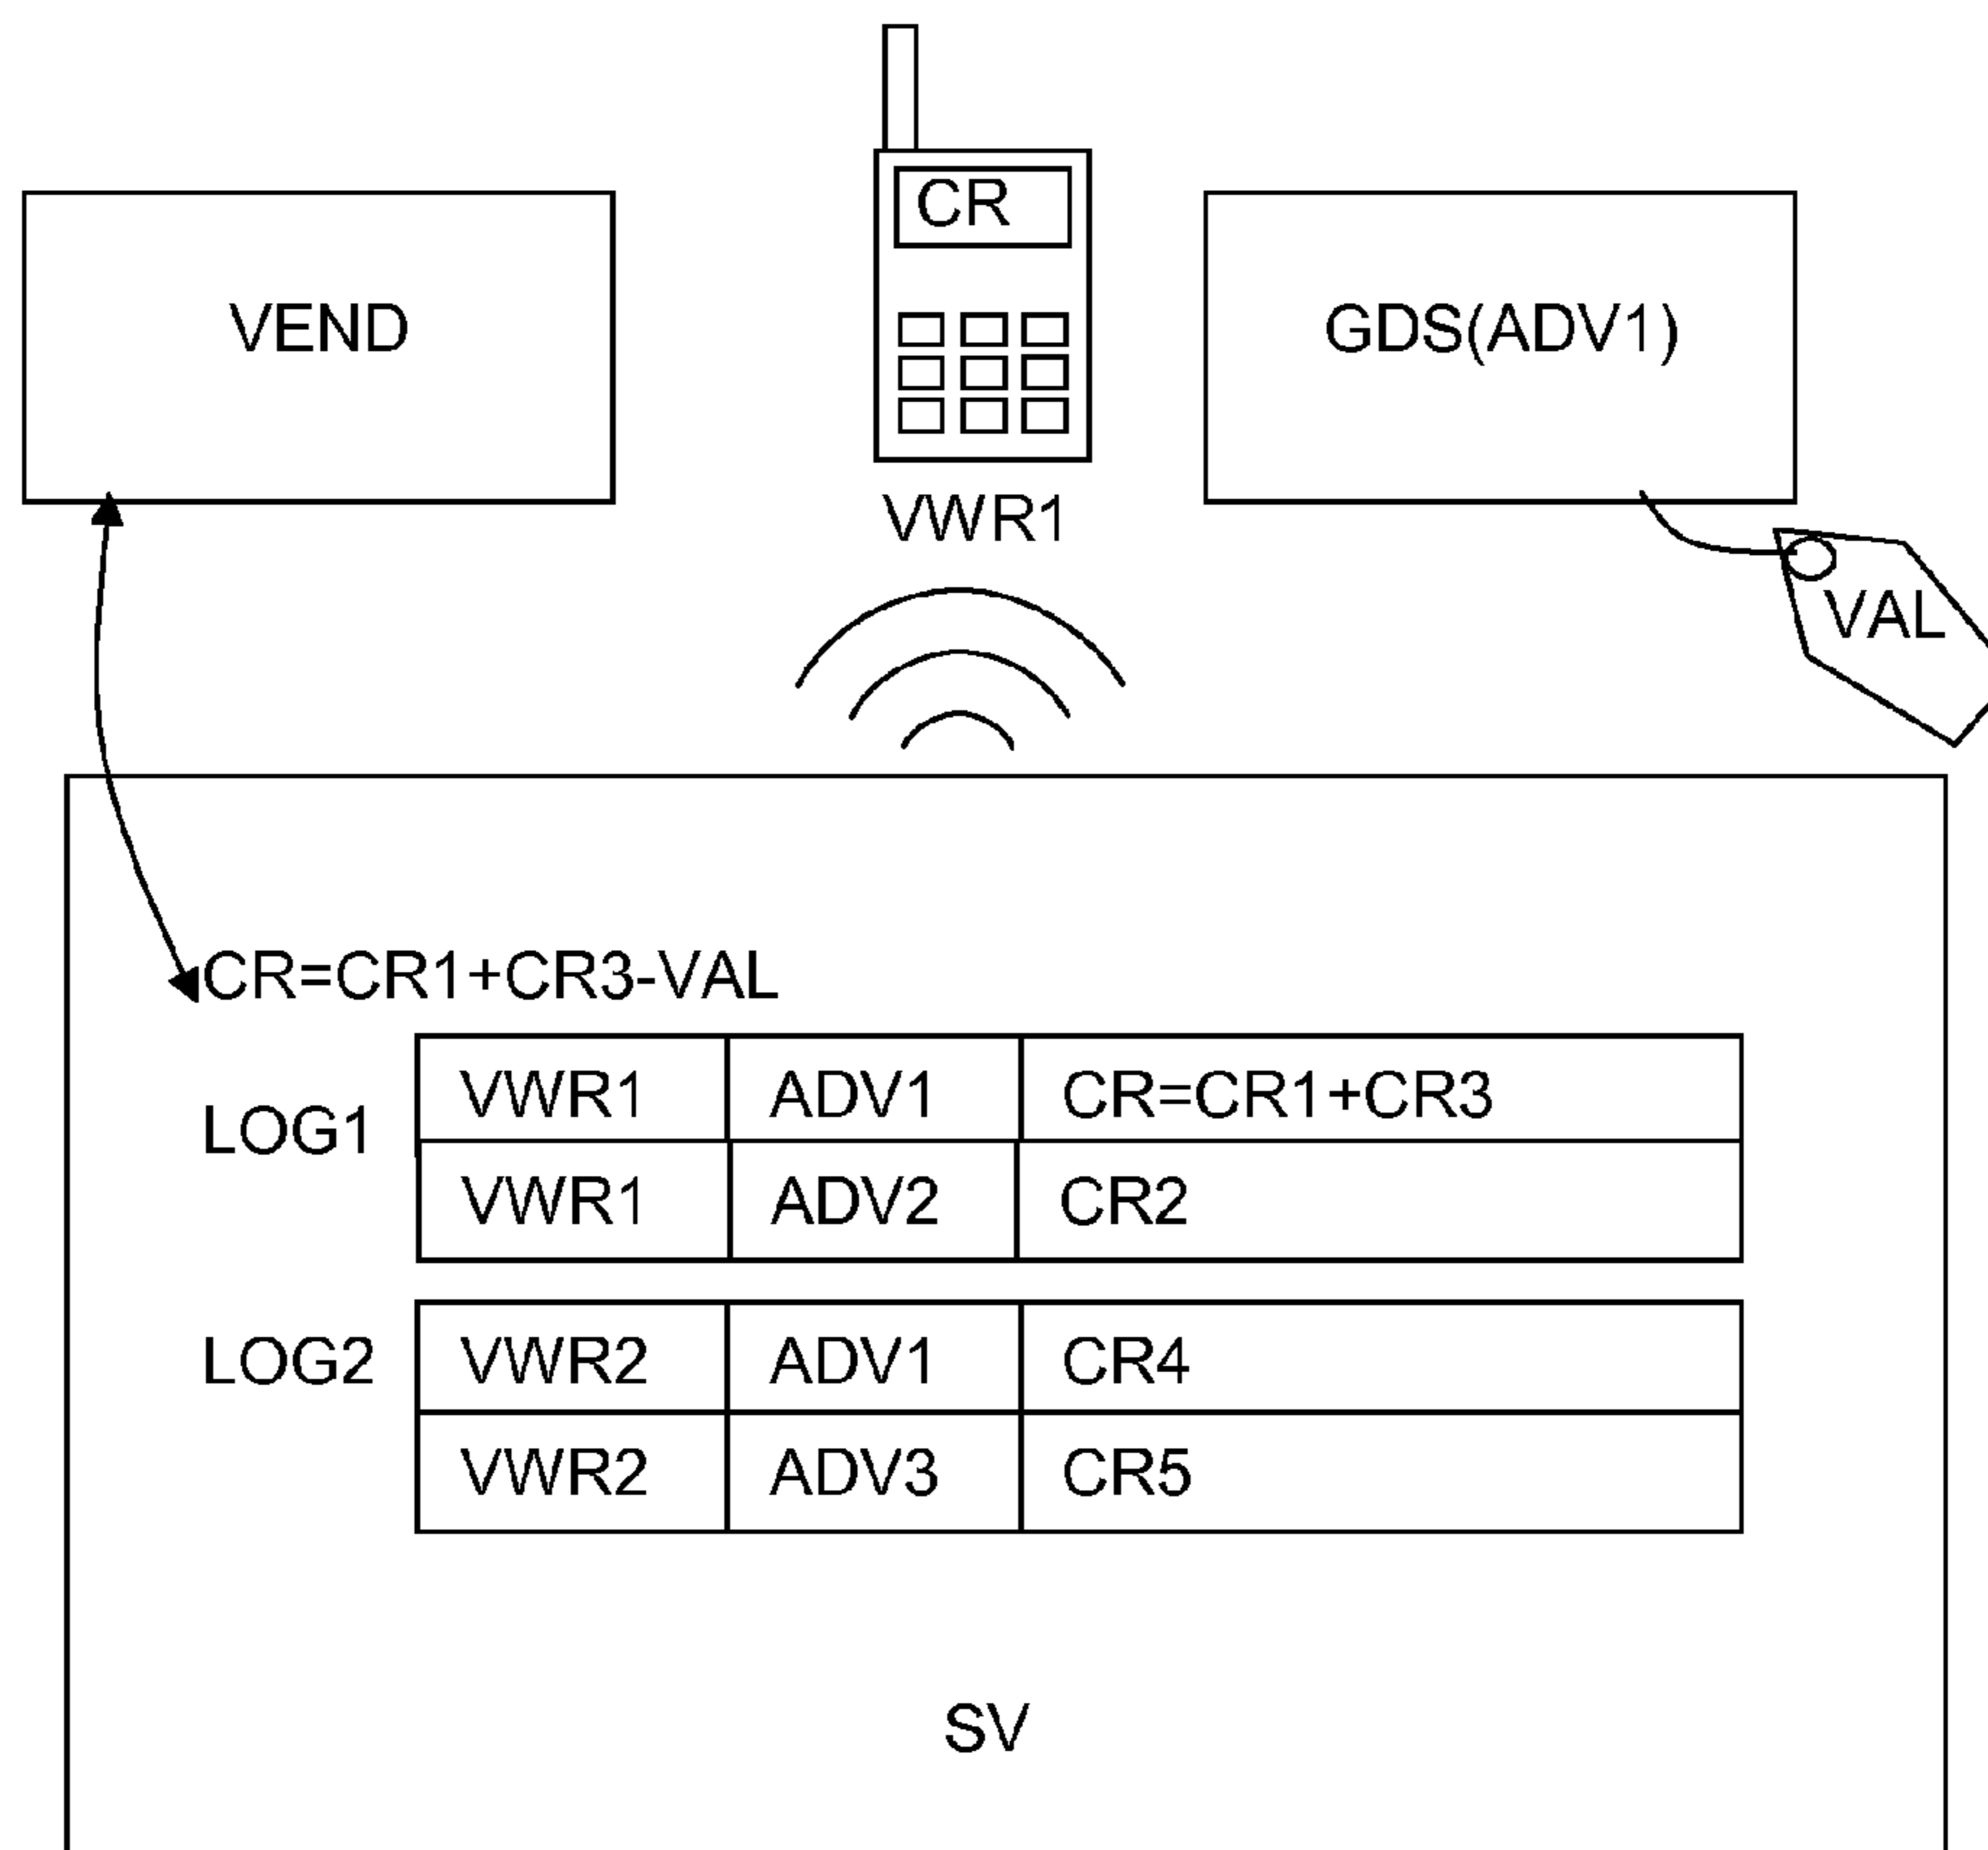 CR
VEND
GDS(ADV1)
VWR1
VAL
CR=CR1+CR3-VAL
LOG1
VWR1 ADV1 CR=CR1+CR3
VWR1 ADV2 CR2
LOG2
VWR2 ADV1 CR4
VWR2 ADV3 CR5
SV